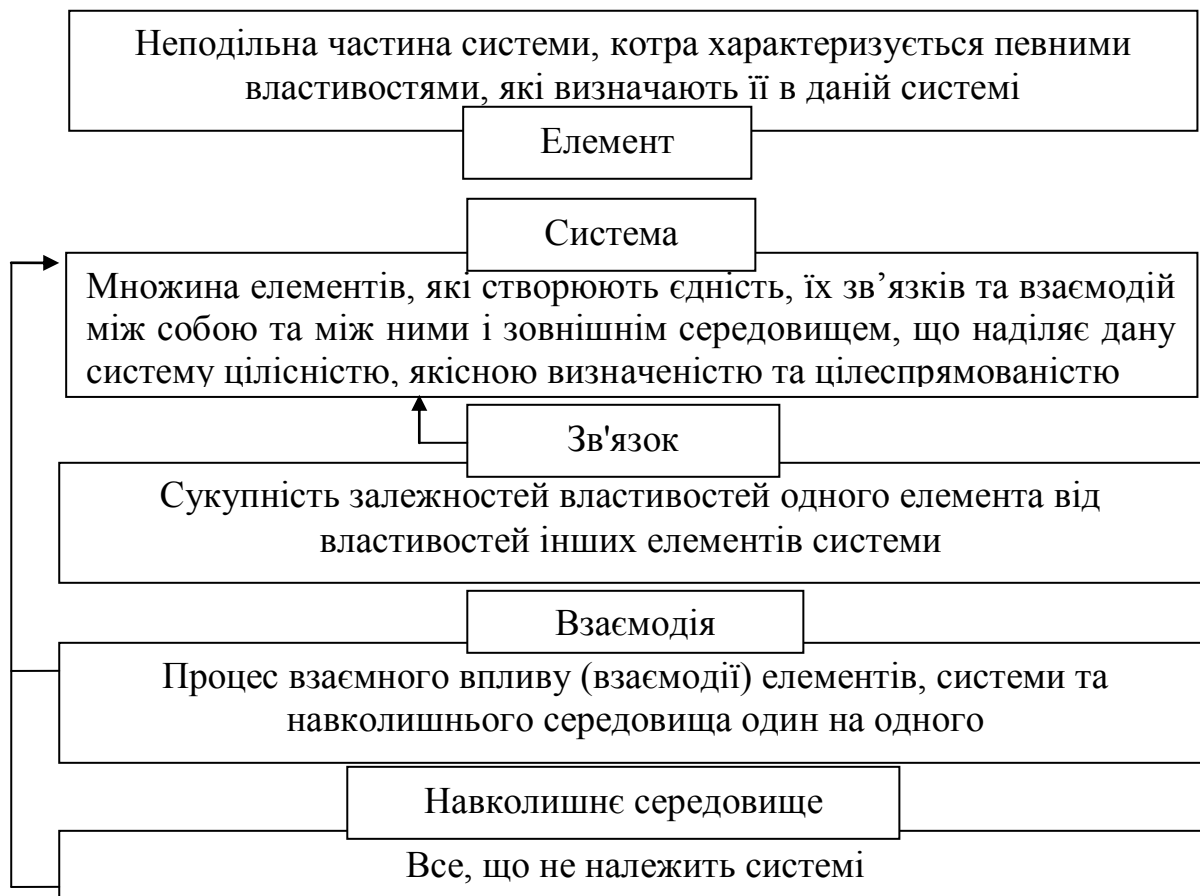 Неподільна частина системи, котра характеризується певними
властивостями, які визначають її в даній системі
Елемент
Система
Множина елементів, які створюють єдність, їх зв’язків та взаємодій
між собою та між ними і зовнішнім середовищем, що наділяє дану
систему цілісністю, якісною визначеністю та цілеспрямованістю
Зв'язок
Сукупність залежностей властивостей одного елемента від
властивостей інших елементів системи
Взаємодія
Процес взаємного впливу (взаємодії) елементів, системи та
навколишнього середовища один на одного
Навколишнє середовище
Все, що не належить системі